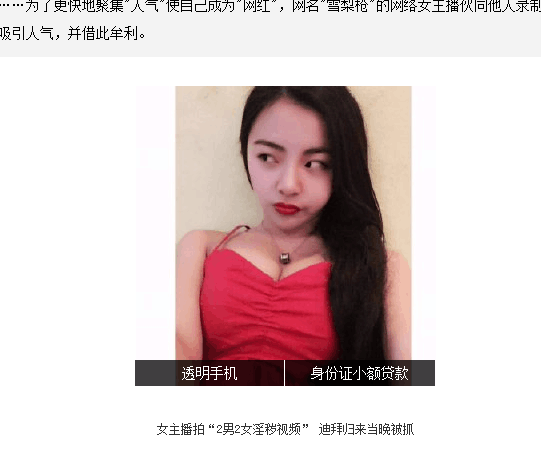 ……为了更快地聚集"人气"使自己成为"网红"，网名"雪梨枪"的网络女主播伙同他人录制
吸引人气，并借此牟利。
透明手机 身份证小额贷款
女主播拍“2男2女淫秽视频” 迪拜归来当晚被抓